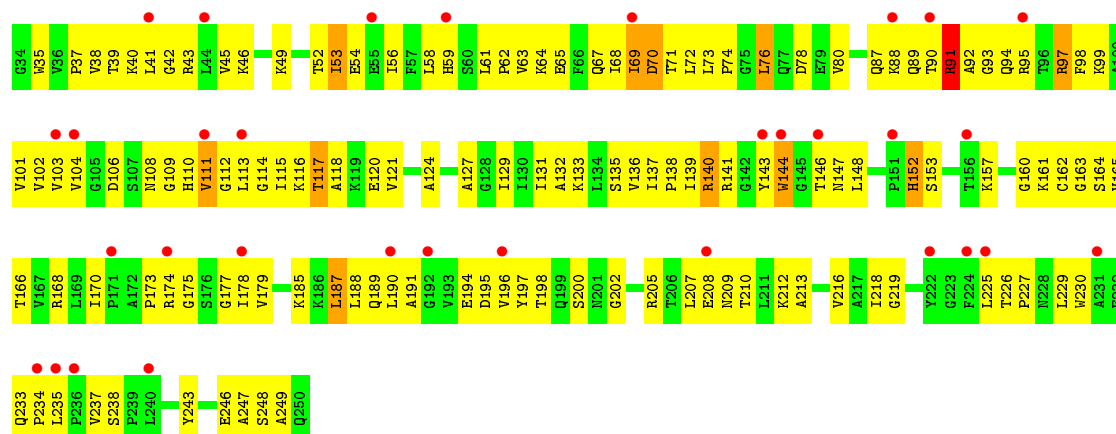 G34 W35 V36 P37 V38 T39 K40 L41 G42 R43 L44 V45 K46 K49 T52 I53 E54 E55 I56 F57 L58 H59 S60 L61 P62 V63 K64 E65 F66 Q67 I68 I69 D70 T71 L72 L73 P74 G75 L76 Q77 D78 E79 V80 Q87 K88 Q89 T90 R91 A92 G93 Q94 R95 T96 R97 F98 K99
V101 V102 V103 V104 G105 D106 S107 N108 G109 H110 V111 G112 L113 G114 I115 K116 T117 A118 K119 E120 V121 A124 A127 G128 I129 I130 I131 A132 K133 L134 S135 V136 I137 P138 I139 R140 R141 G142 Y143 W144 G145 T146 N147 L148 P151 H152 S153 T156 K157 G160 K161 C162 G163 S164
T166 V167 R168 L169 I170 P171 A172 P173 R174 G175 S176 G177 I178 V179 K185 K186 L187 L188 Q189 L190 A191 G192 V193 E194 D195 V196 Y197 T198 Q199 S200 N201 G202 R205 T206 L207 E208 N209 T210 L211 K212 A213 V216 A217 I218 G219 Y222 G223 F224 L225 T226 P227 N228 L229 W230 A231
Q233 P234 L235 P236 V237 S238 P239 L240 Y243 E246 A247 S248 A249 Q250